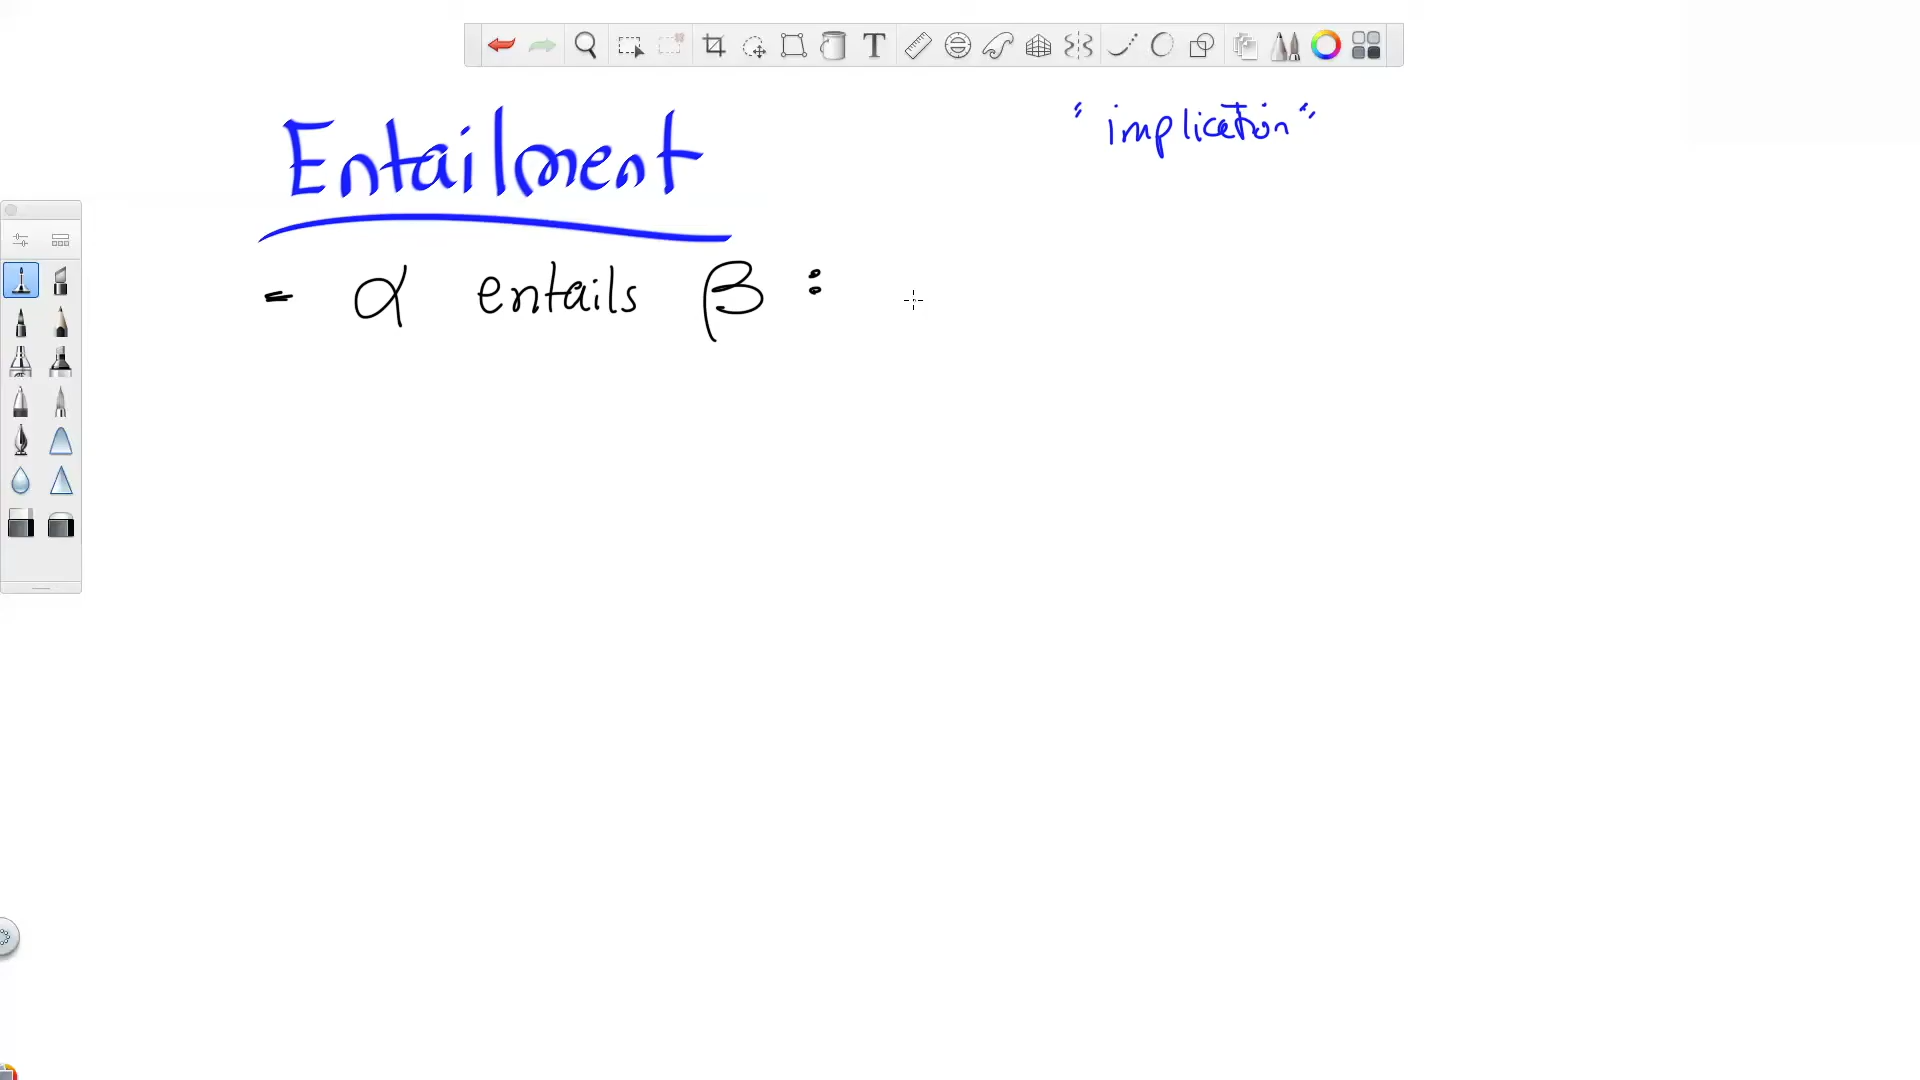 Entailment
"implication"
- α entails β :